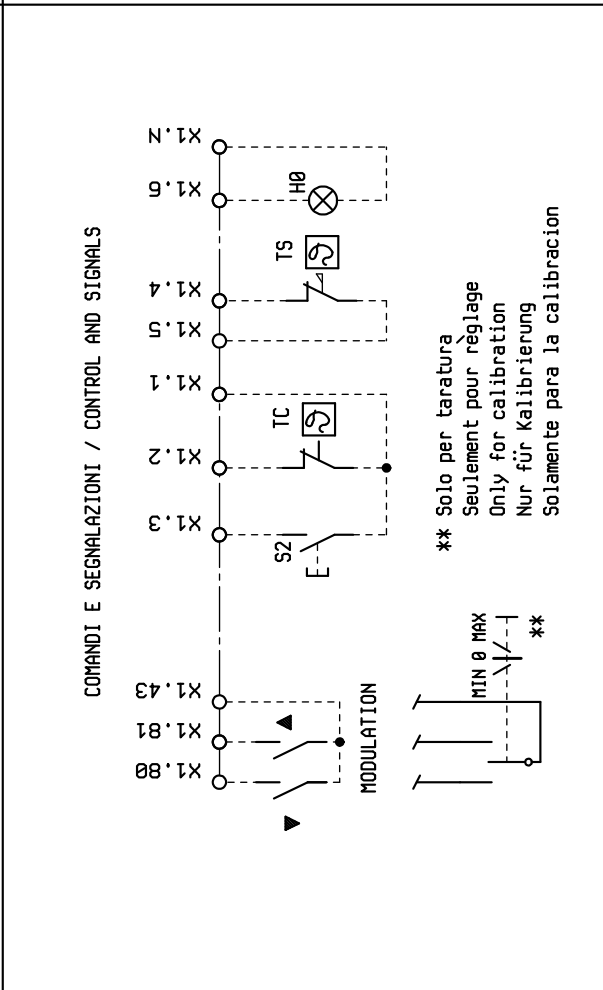 COMANDI E SEGNALAZIONI / CONTROL AND SIGNALS
X1.80
X1.81
X1.43
X1.3
X1.2
X1.1
X1.5
X1.4
X1.6
X1.N
S2
TC
TS
H0
MODULATION
MIN 0 MAX
**
** Solo per taratura
Seulement pour réglage
Only for calibration
Nur für Kalibrierung
Solamente para la calibracion